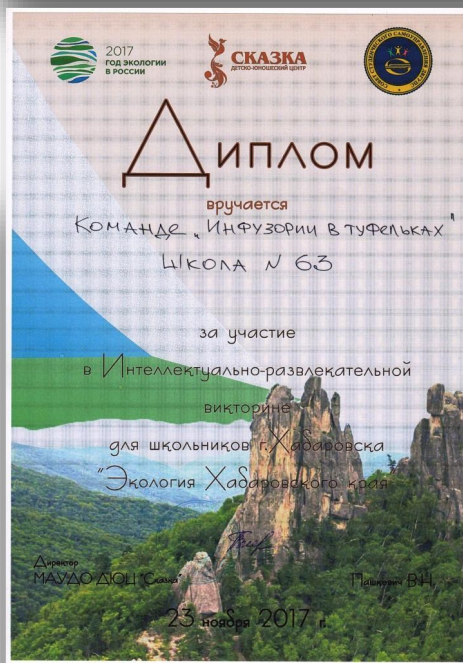 2017
ГОД ЭКОЛОГИИ
В РОССИИ
СКАЗКА
ДЕТСКО-ЮНОШЕСКИЙ ЦЕНТР
Диплом
вручается
Команде „Инфузории в туфельках"
Школа N 63
за участие
в Интеллектуально-развлекательной
викторине
для школьников г.Хабаровска
"Экология Хабаровского края
Директор
МАУДО ДЮЦ "Сказка"
Пашкевич В.Н.
23 ноября 2017 г.